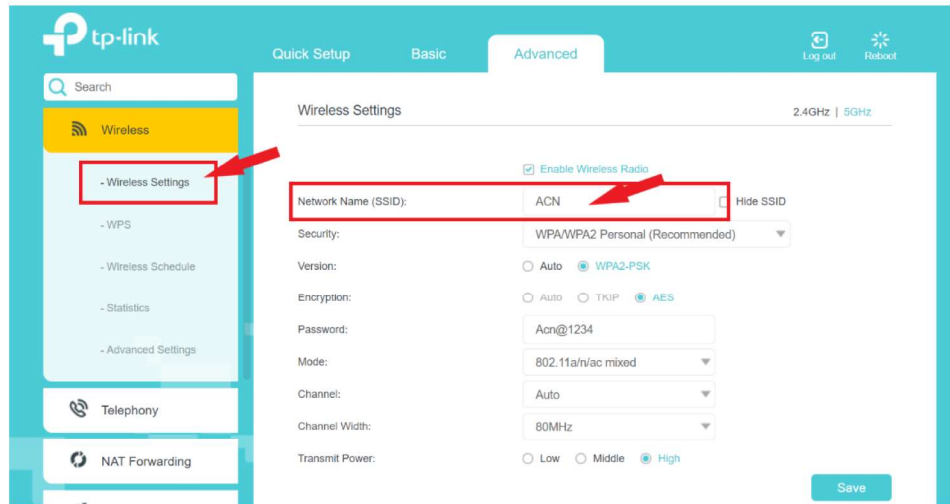 tp-link
Quick Setup Basic Advanced Log out Reboot
Search
Wireless
- Wireless Settings
- WPS
- Wireless Schedule
- Statistics
- Advanced Settings
Telephony
NAT Forwarding
Wireless Settings 2.4GHz | 5GHz
Enable Wireless Radio
Network Name (SSID): ACN Hide SSID
Security: WPA/WPA2 Personal (Recommended)
Version: Auto WPA2-PSK
Encryption: Auto TKIP AES
Password: Acn@1234
Mode: 802.11a/n/ac mixed
Channel: Auto
Channel Width: 80MHz
Transmit Power: Low Middle High
Save